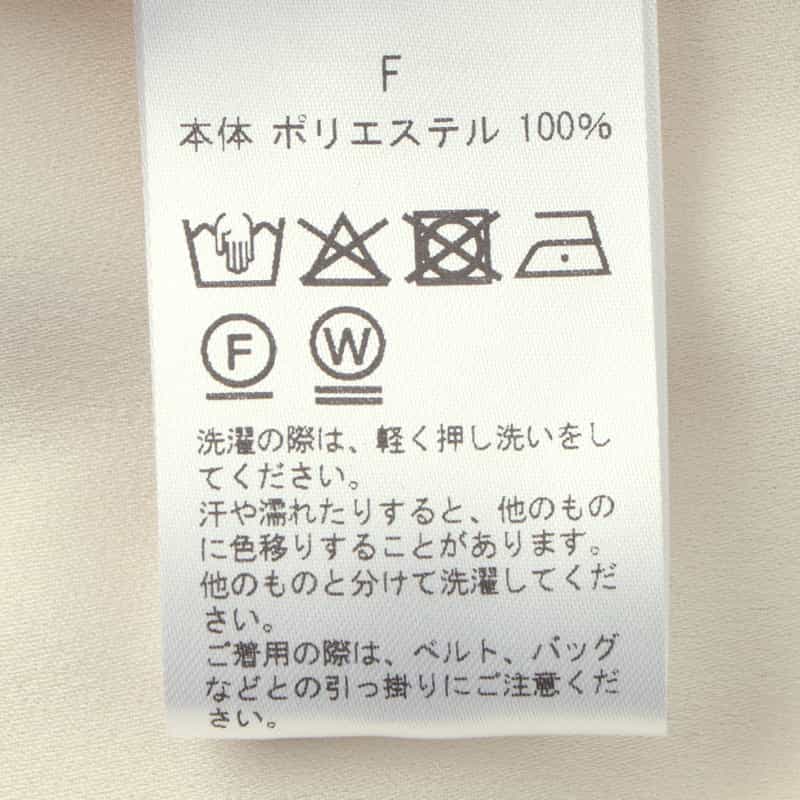 F
本体 ポリエステル 100%
F
W
洗濯の際は、軽く押し洗いをし
てください。
汗や濡れたりすると、他のもの
に色移りすることがあります。
他のものと分けて洗濯してくだ
さい。
ご着用の際は、ベルト、バッグ
などとの引っ掛りにご注意くだ
さい。